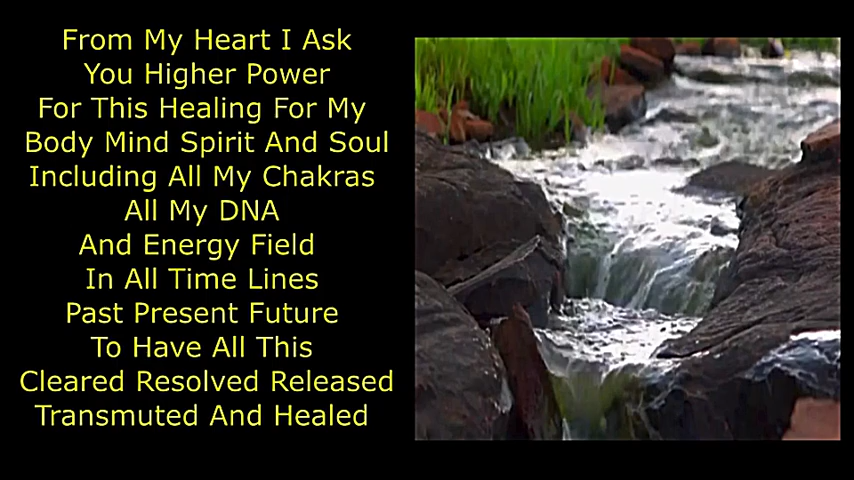 From My Heart I Ask
You Higher Power
For This Healing For My
Body Mind Spirit And Soul
Including All My Chakras
All My DNA
And Energy Field
In All Time Lines
Past Present Future
To Have All This
Cleared Resolved Released
Transmuted And Healed